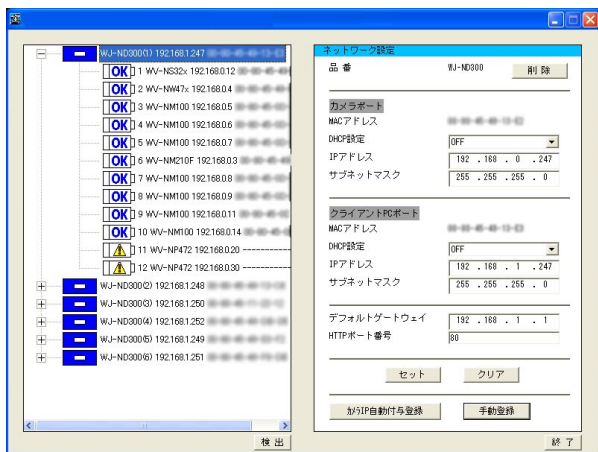 WJ-ND300(1) 192.168.1.247
OK 1 WV-NS32x 192.168.0.12
OK 2 WV-NW47x 192.168.0.4
OK 3 WV-NM100 192.168.0.5
OK 4 WV-NM100 192.168.0.6
OK 5 WV-NM100 192.168.0.7
OK 6 WV-NM210F 192.168.0.3
OK 7 WV-NM100 192.168.0.8
OK 8 WV-NM100 192.168.0.9
OK 9 WV-NM100 192.168.0.11
OK 10 WV-NM100 192.168.0.14
11 WV-NP472 192.168.0.20 ----------
12 WV-NP472 192.168.0.30 ----------
WJ-ND300(2) 192.168.1.248
WJ-ND300(3) 192.168.1.250
WJ-ND300(4) 192.168.1.252
WJ-ND300(5) 192.168.1.249
WJ-ND300(6) 192.168.1.251
検 出
ネットワーク設定
品 番 WJ-ND300 削 除
カメラポート
MACアドレス
DHCP設定 OFF
IPアドレス 192 . 168 . 0 . 247
サブネットマスク 255 . 255 . 255 . 0
クライアントPCポート
MACアドレス
DHCP設定 OFF
IPアドレス 192 . 168 . 1 . 247
サブネットマスク 255 . 255 . 255 . 0
デフォルトゲートウェイ 192 . 168 . 1 . 1
HTTPポート番号 80
セット クリア
カメラIP自動付与登録 手動登録
終 了